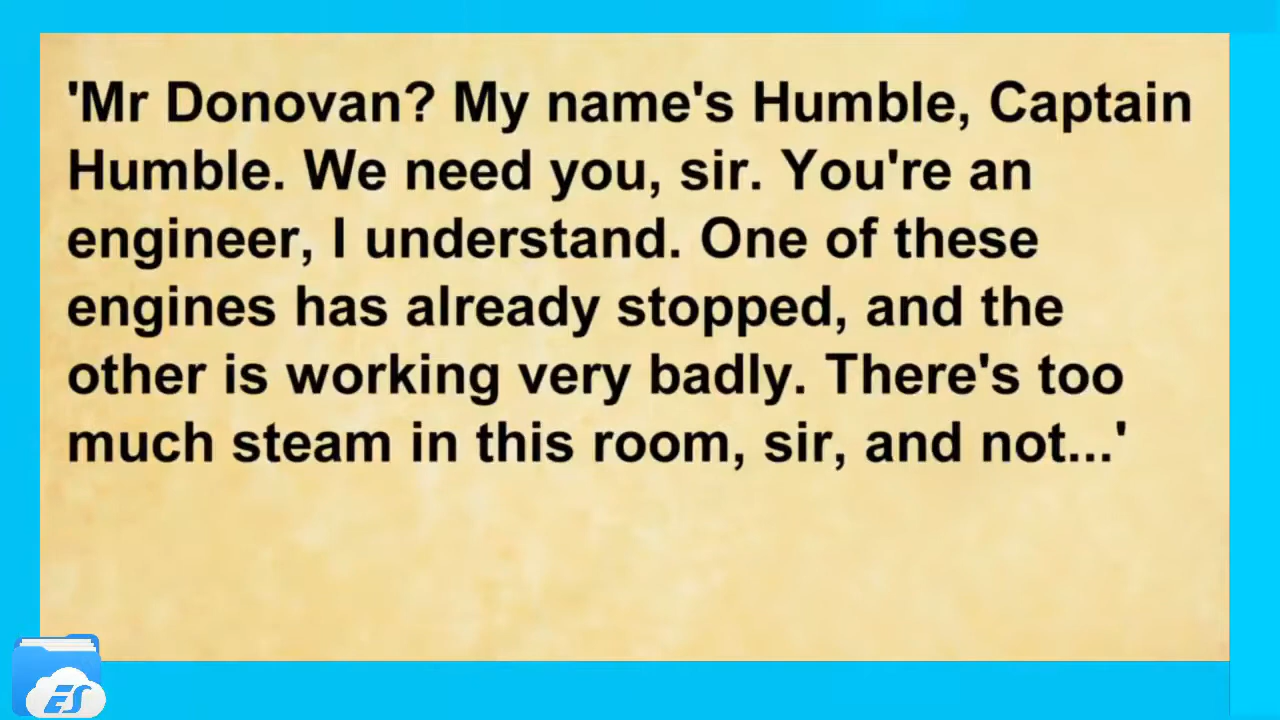 'Mr Donovan? My name's Humble, Captain
Humble. We need you, sir. You're an
engineer, I understand. One of these
engines has already stopped, and the
other is working very badly. There's too
much steam in this room, sir, and not...'
ES